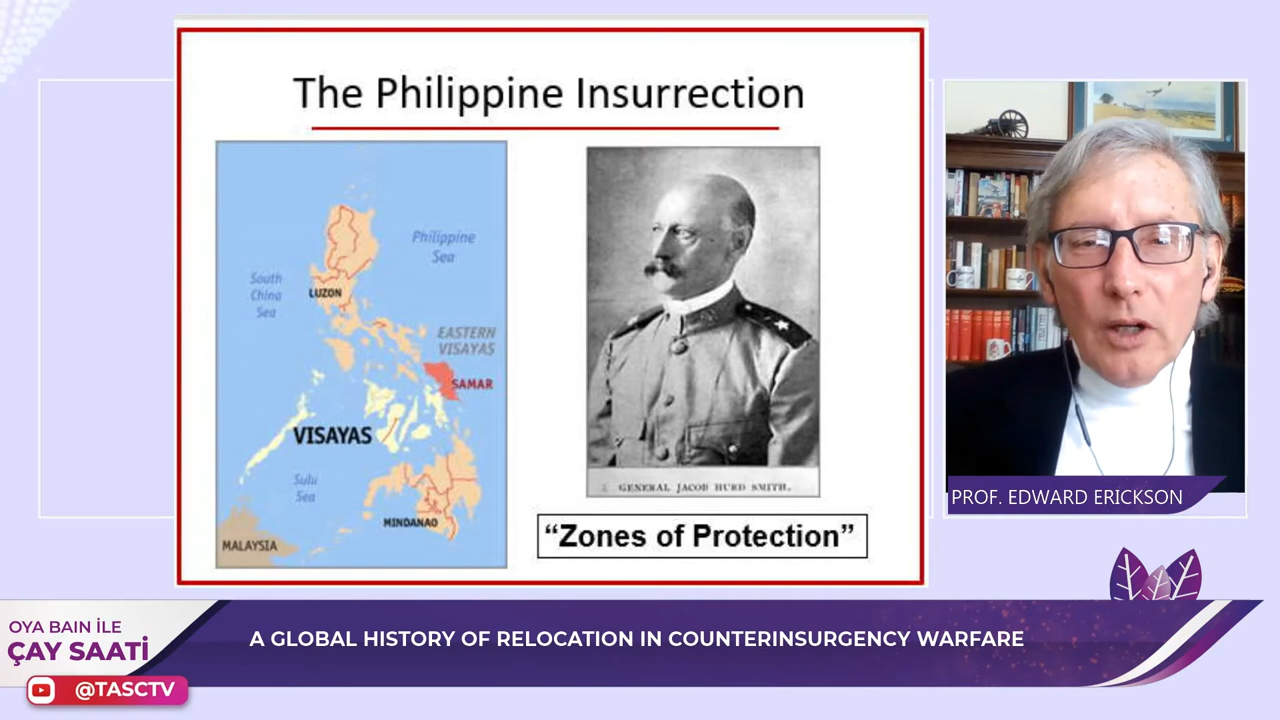 The Philippine Insurrection
Philippine
Sea
South
China
Sea
LUZON
EASTERN
VISAYAS
SAMAR
VISAYAS
Sulu
Sea
MINDANAO
MALAYSIA
GENERAL JACOB HURD SMITH.
“Zones of Protection”
PROF. EDWARD ERICKSON
OYA BAIN İLE
ÇAY SAATİ
A GLOBAL HISTORY OF RELOCATION IN COUNTERINSURGENCY WARFARE
@TASCTV